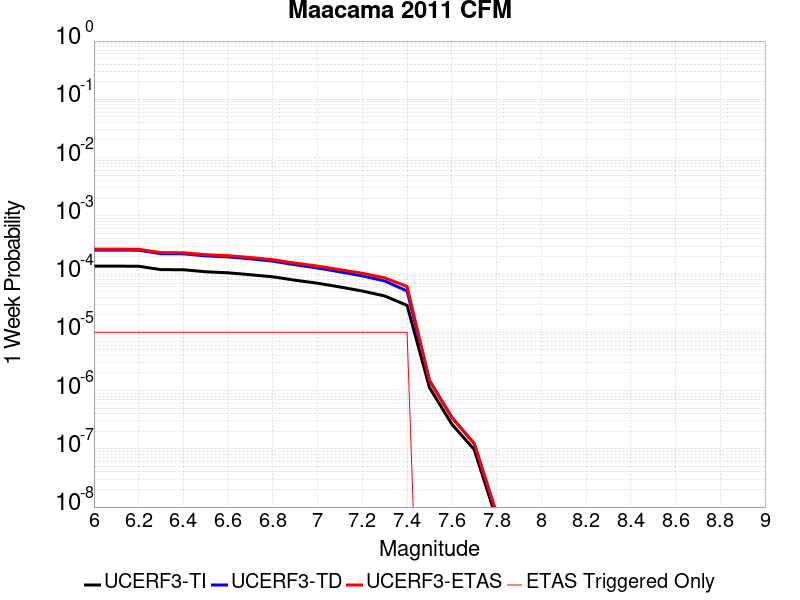 Maacama 2011 CFM
10^0
10^-1
10^-2
10^-3
10^-4
10^-5
10^-6
10^-7
10^-8
1 Week Probability
6 6.2 6.4 6.6 6.8 7 7.2 7.4 7.6 7.8 8 8.2 8.4 8.6 8.8 9
Magnitude
UCERF3-TI UCERF3-TD UCERF3-ETAS ETAS Triggered Only